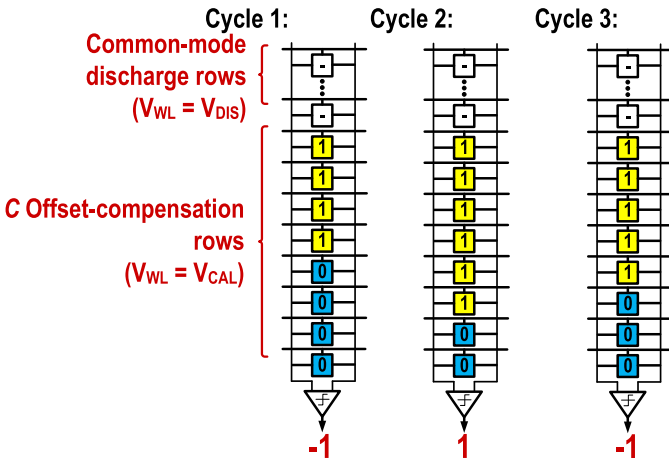 Cycle 1: Cycle 2: Cycle 3:
Common-mode
discharge rows
(VWL = VDIS)
- - -
- - -
1 1 1
1 1 1
C Offset-compensation
1 1 1
rows
1 1 1
(VWL = VCAL)
0 1 1
0 1 0
0 0 0
0 0 0
-1 1 -1